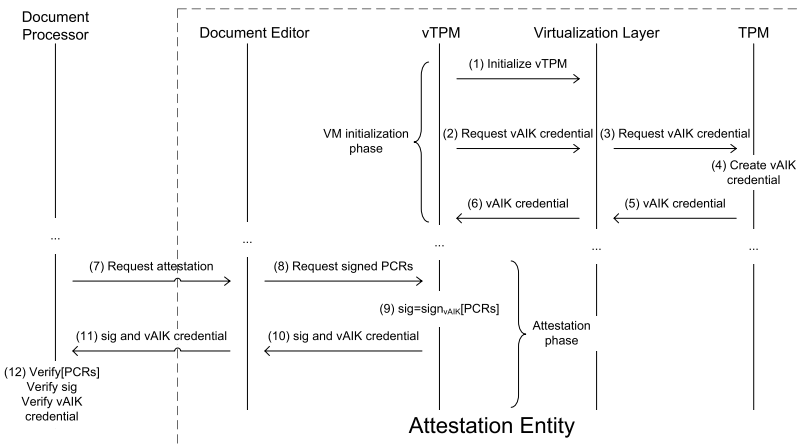 Document
Processor
Document Editor
vTPM
Virtualization Layer
TPM
(1) Initialize vTPM
VM initialization
phase
(2) Request vAIK credential
(3) Request vAIK credential
(4) Create vAIK
credential
(6) vAIK credential
(5) vAIK credential
...
...
...
...
...
(7) Request attestation
(8) Request signed PCRs
(9) sig=signvAIK[PCRs]
Attestation
phase
(11) sig and vAIK credential
(10) sig and vAIK credential
(12) Verify[PCRs]
Verify sig
Verify vAIK
credential
Attestation Entity